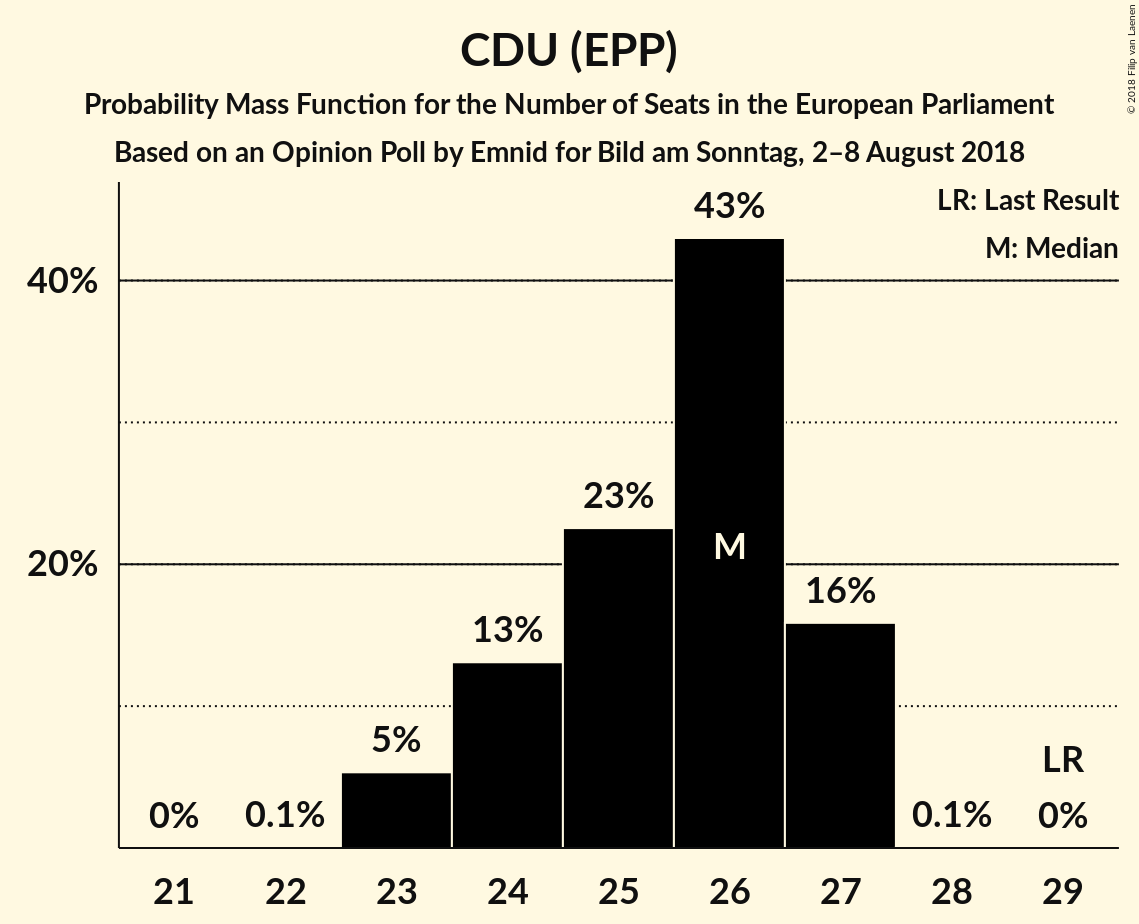 CDU (EPP)
Probability Mass Function for the Number of Seats in the European Parliament
Based on an Opinion Poll by Emnid for Bild am Sonntag, 2–8 August 2018
© 2018 Filip van Laenen
LR: Last Result
M: Median
43%
40%
23%
M
20%
16%
13%
5%
LR
0%
0.1%
0.1%
0%
21 22 23 24 25 26 27 28 29